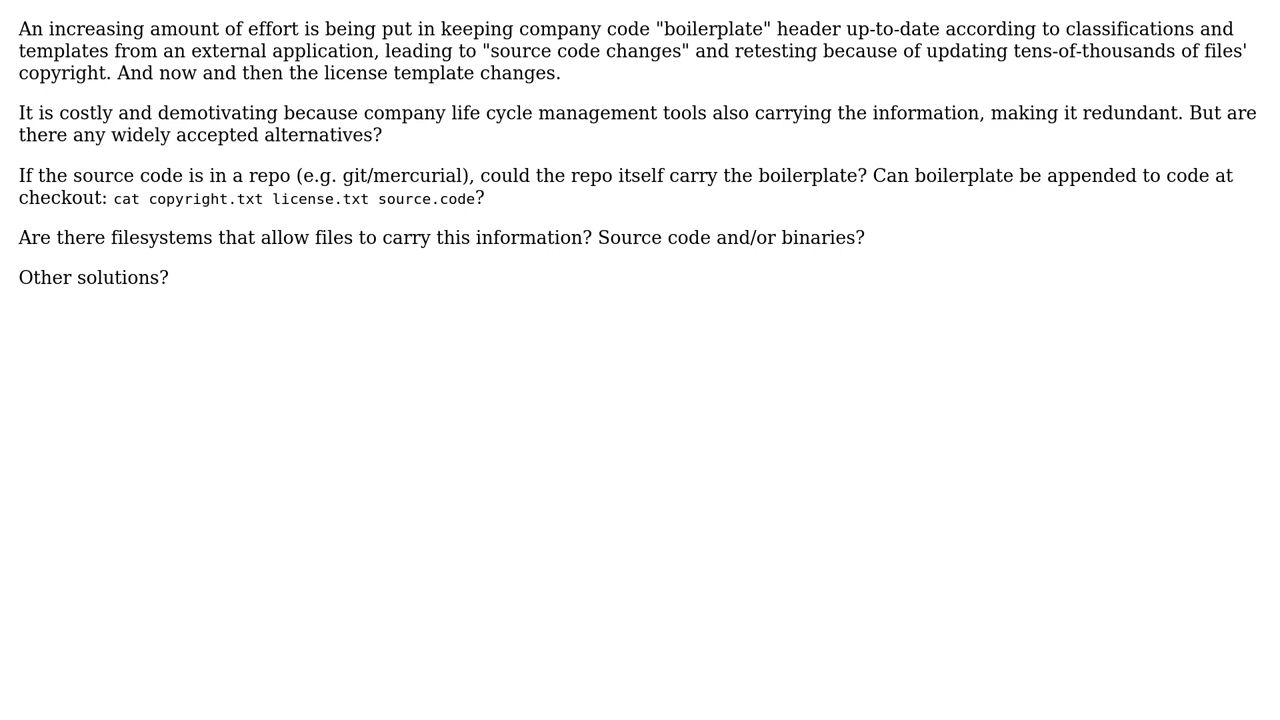 An increasing amount of effort is being put in keeping company code "boilerplate" header up-to-date according to classifications and
templates from an external application, leading to "source code changes" and retesting because of updating tens-of-thousands of files'
copyright. And now and then the license template changes.
It is costly and demotivating because company life cycle management tools also carrying the information, making it redundant. But are
there any widely accepted alternatives?
If the source code is in a repo (e.g. git/mercurial), could the repo itself carry the boilerplate? Can boilerplate be appended to code at
checkout: cat copyright.txt license.txt source.code?
Are there filesystems that allow files to carry this information? Source code and/or binaries?
Other solutions?